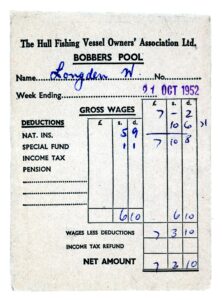 The Hull Fishing Vessel Owners' Association Ltd,
BOBBERS POOL
Name Longden W. No.
Week Ending 31 OCT 1952
GROSS WAGES £ s. d.
7 - 2
DEDUCTIONS £ s. d. 10 6
NAT. INS. 5 9 7 10 8
SPECIAL FUND 1 1
INCOME TAX
PENSION
6 10 6 10
WAGES LESS DEDUCTIONS 7 3 10
INCOME TAX REFUND
NET AMOUNT 7 3 10